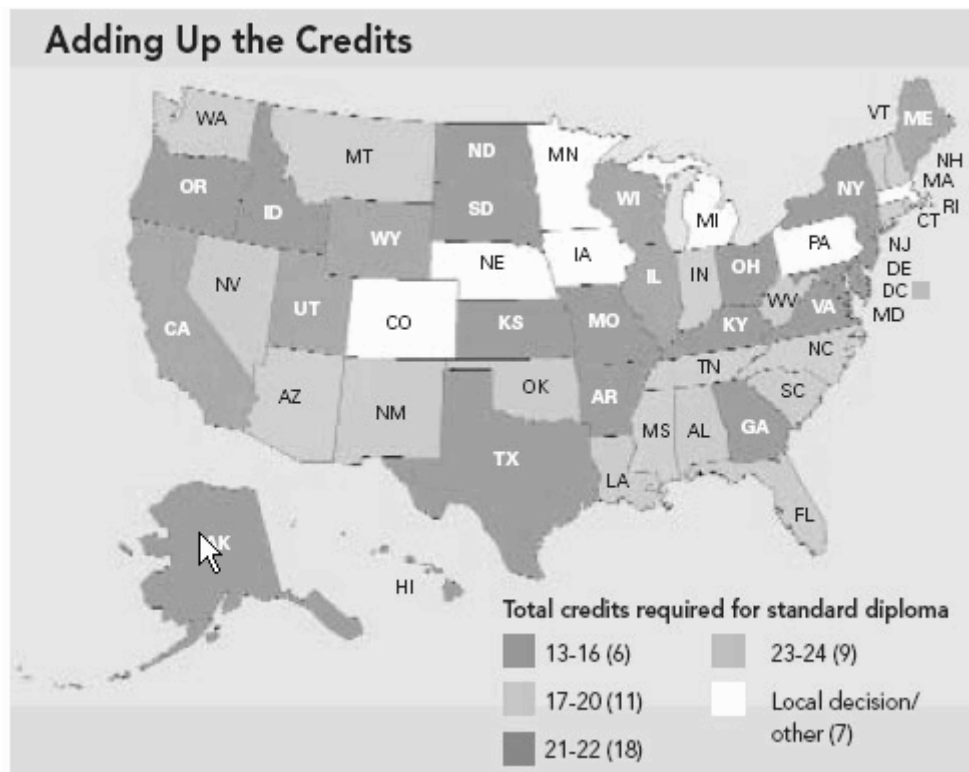 Adding Up the Credits
WA
MT
ND
MN
VT
ME
OR
ID
SD
WI
NY
NH
MA
RI
CT
WY
MI
NE
IA
PA
NJ
DE
DC
MD
NV
UT
CO
IL
IN
OH
WV
VA
CA
KS
MO
KY
AZ
NM
OK
AR
TN
NC
SC
TX
MS
AL
GA
LA
FL
HI
Total credits required for standard diploma
13-16 (6)
17-20 (11)
21-22 (18)
23-24 (9)
Local decision/
other (7)